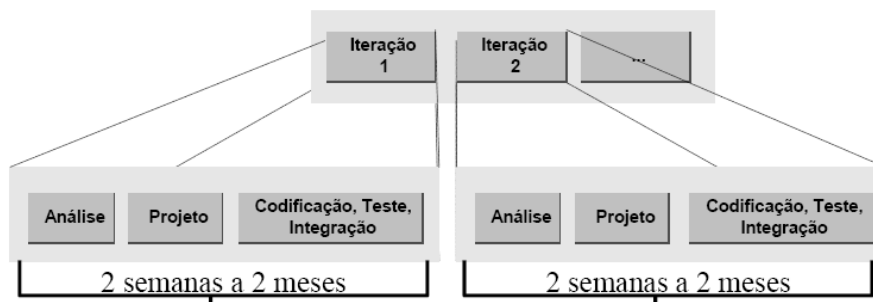 Iteração
1
Iteração
2
...
Análise
Projeto
Codificação, Teste,
Integração
Análise
Projeto
Codificação, Teste,
Integração
2 semanas a 2 meses
2 semanas a 2 meses